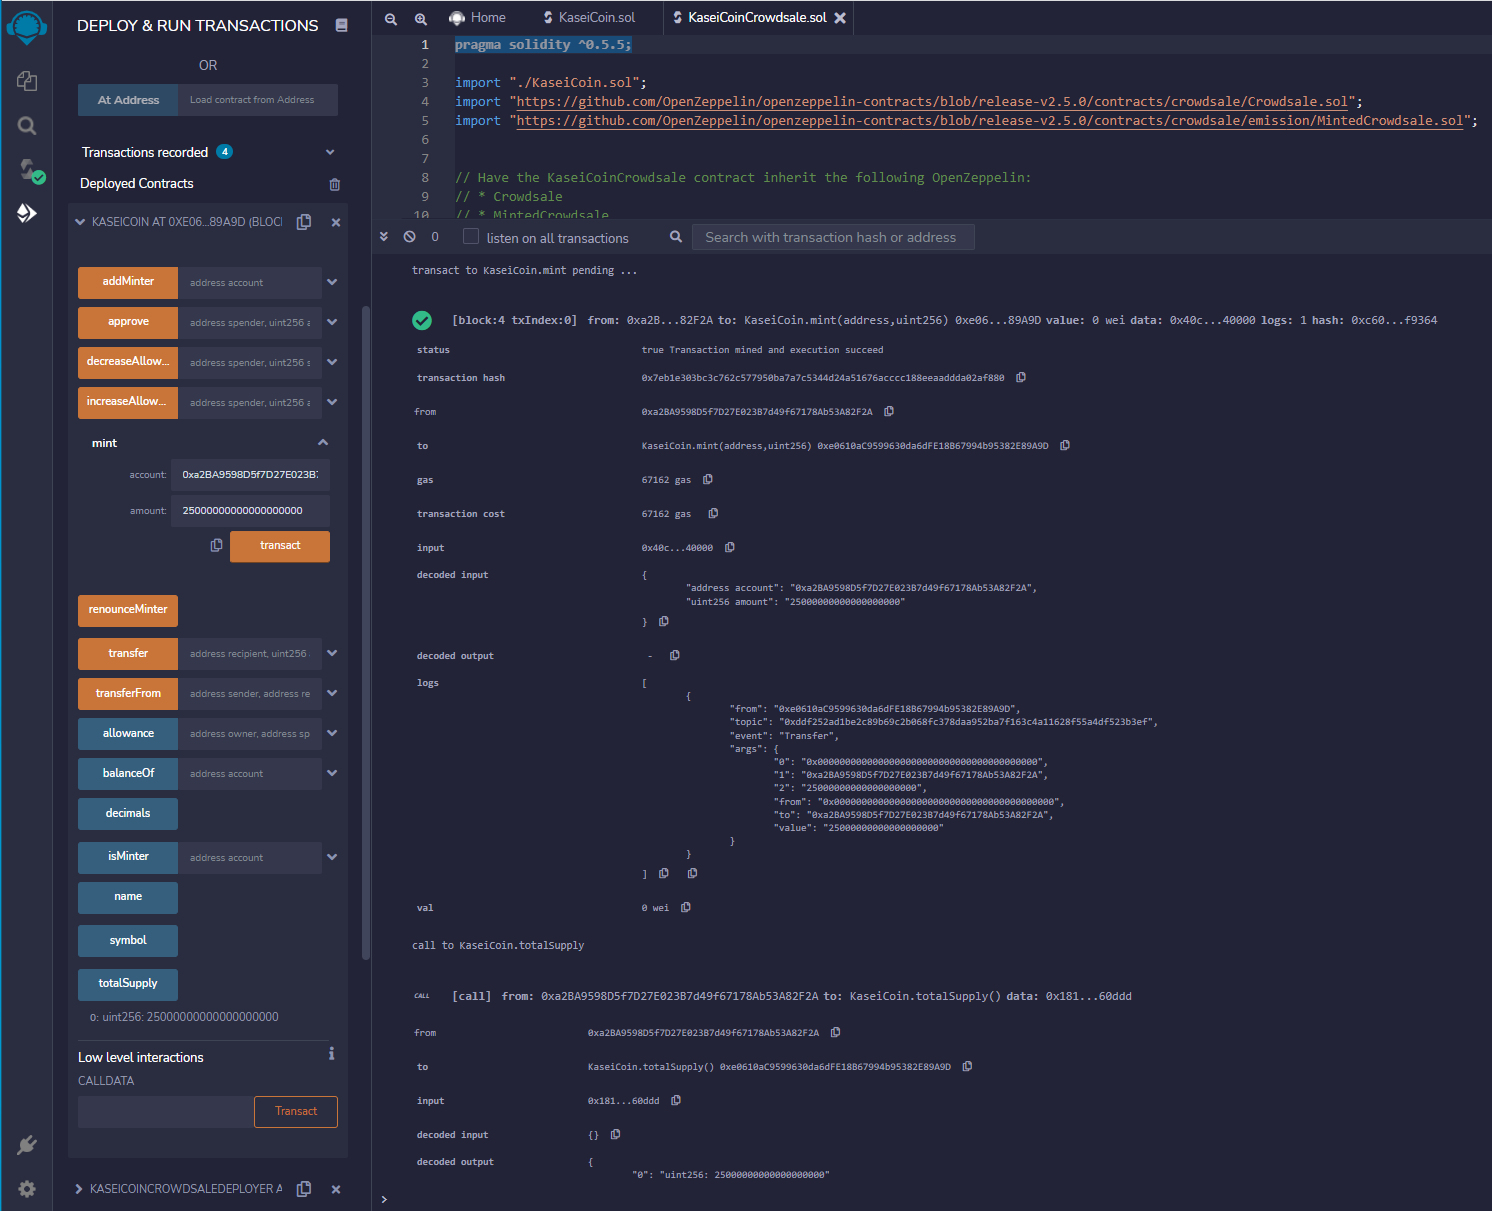 DEPLOY & RUN TRANSACTIONS
OR
At Address
Load contract from Address
Transactions recorded 4
Deployed Contracts
KASEICOIN AT 0XE06...89A9D (BLOC
addMinter address account
approve address spender, uint256 a
decreaseAllow... address spender, uint256 s
increaseAllow... address spender, uint256 a
mint
account: 0xa2BA9598D5f7D27E023B
amount: 25000000000000000000
transact
renounceMinter
transfer address recipient, uint256
transferFrom address sender, address re
allowance address owner, address sp
balanceOf address account
decimals
isMinter address account
name
symbol
totalSupply
0: uint256: 25000000000000000000
Low level interactions
CALLDATA
Transact
KASEICOINCROWDSALEDEPLOYER A
Home
KaseiCoin.sol
KaseiCoinCrowdsale.sol
1 pragma solidity ^0.5.5;
2
3 import "./KaseiCoin.sol";
4 import "https://github.com/OpenZeppelin/openzeppelin-contracts/blob/release-v2.5.0/contracts/crowdsale/Crowdsale.sol";
5 import "https://github.com/OpenZeppelin/openzeppelin-contracts/blob/release-v2.5.0/contracts/crowdsale/emission/MintedCrowdsale.sol";
6
7
8 // Have the KaseiCoinCrowdsale contract inherit the following OpenZeppelin:
9 // * Crowdsale
10 // * MintedCrowdsale
0 listen on all transactions Search with transaction hash or address
transact to KaseiCoin.mint pending ...
[block:4 txIndex:0] from: 0xa2B...82F2A to: KaseiCoin.mint(address,uint256) 0xe06...89A9D value: 0 wei data: 0x40c...40000 logs: 1 hash: 0xc60...f9364
status true Transaction mined and execution succeed
transaction hash 0x7eb1e303bc3c762c577950ba7a7c5344d24a51676acccc188eeaaddda02af880
from 0xa2BA9598D5f7D27E023B7d49f67178Ab53A82F2A
to KaseiCoin.mint(address,uint256) 0xe0610aC9599630da6dFE18B67994b95382E89A9D
gas 67162 gas
transaction cost 67162 gas
input 0x40c...40000
decoded input {
"address account": "0xa2BA9598D5f7D27E023B7d49f67178Ab53A82F2A",
"uint256 amount": "25000000000000000000"
}
decoded output -
logs [
{
"from": "0xe0610aC9599630da6dFE18B67994b95382E89A9D",
"topic": "0xddf252ad1be2c89b69c2b068fc378daa952ba7f163c4a11628f55a4df523b3ef",
"event": "Transfer",
"args": {
"0": "0x0000000000000000000000000000000000000000",
"1": "0xa2BA9598D5f7D27E023B7d49f67178Ab53A82F2A",
"2": "25000000000000000000",
"from": "0x0000000000000000000000000000000000000000",
"to": "0xa2BA9598D5f7D27E023B7d49f67178Ab53A82F2A",
"value": "25000000000000000000"
}
}
]
val 0 wei
call to KaseiCoin.totalSupply
CALL [call] from: 0xa2BA9598D5f7D27E023B7d49f67178Ab53A82F2A to: KaseiCoin.totalSupply() data: 0x181...60ddd
from 0xa2BA9598D5f7D27E023B7d49f67178Ab53A82F2A
to KaseiCoin.totalSupply() 0xe0610aC9599630da6dFE18B67994b95382E89A9D
input 0x181...60ddd
decoded input {}
decoded output {
"0": "uint256: 25000000000000000000"
>